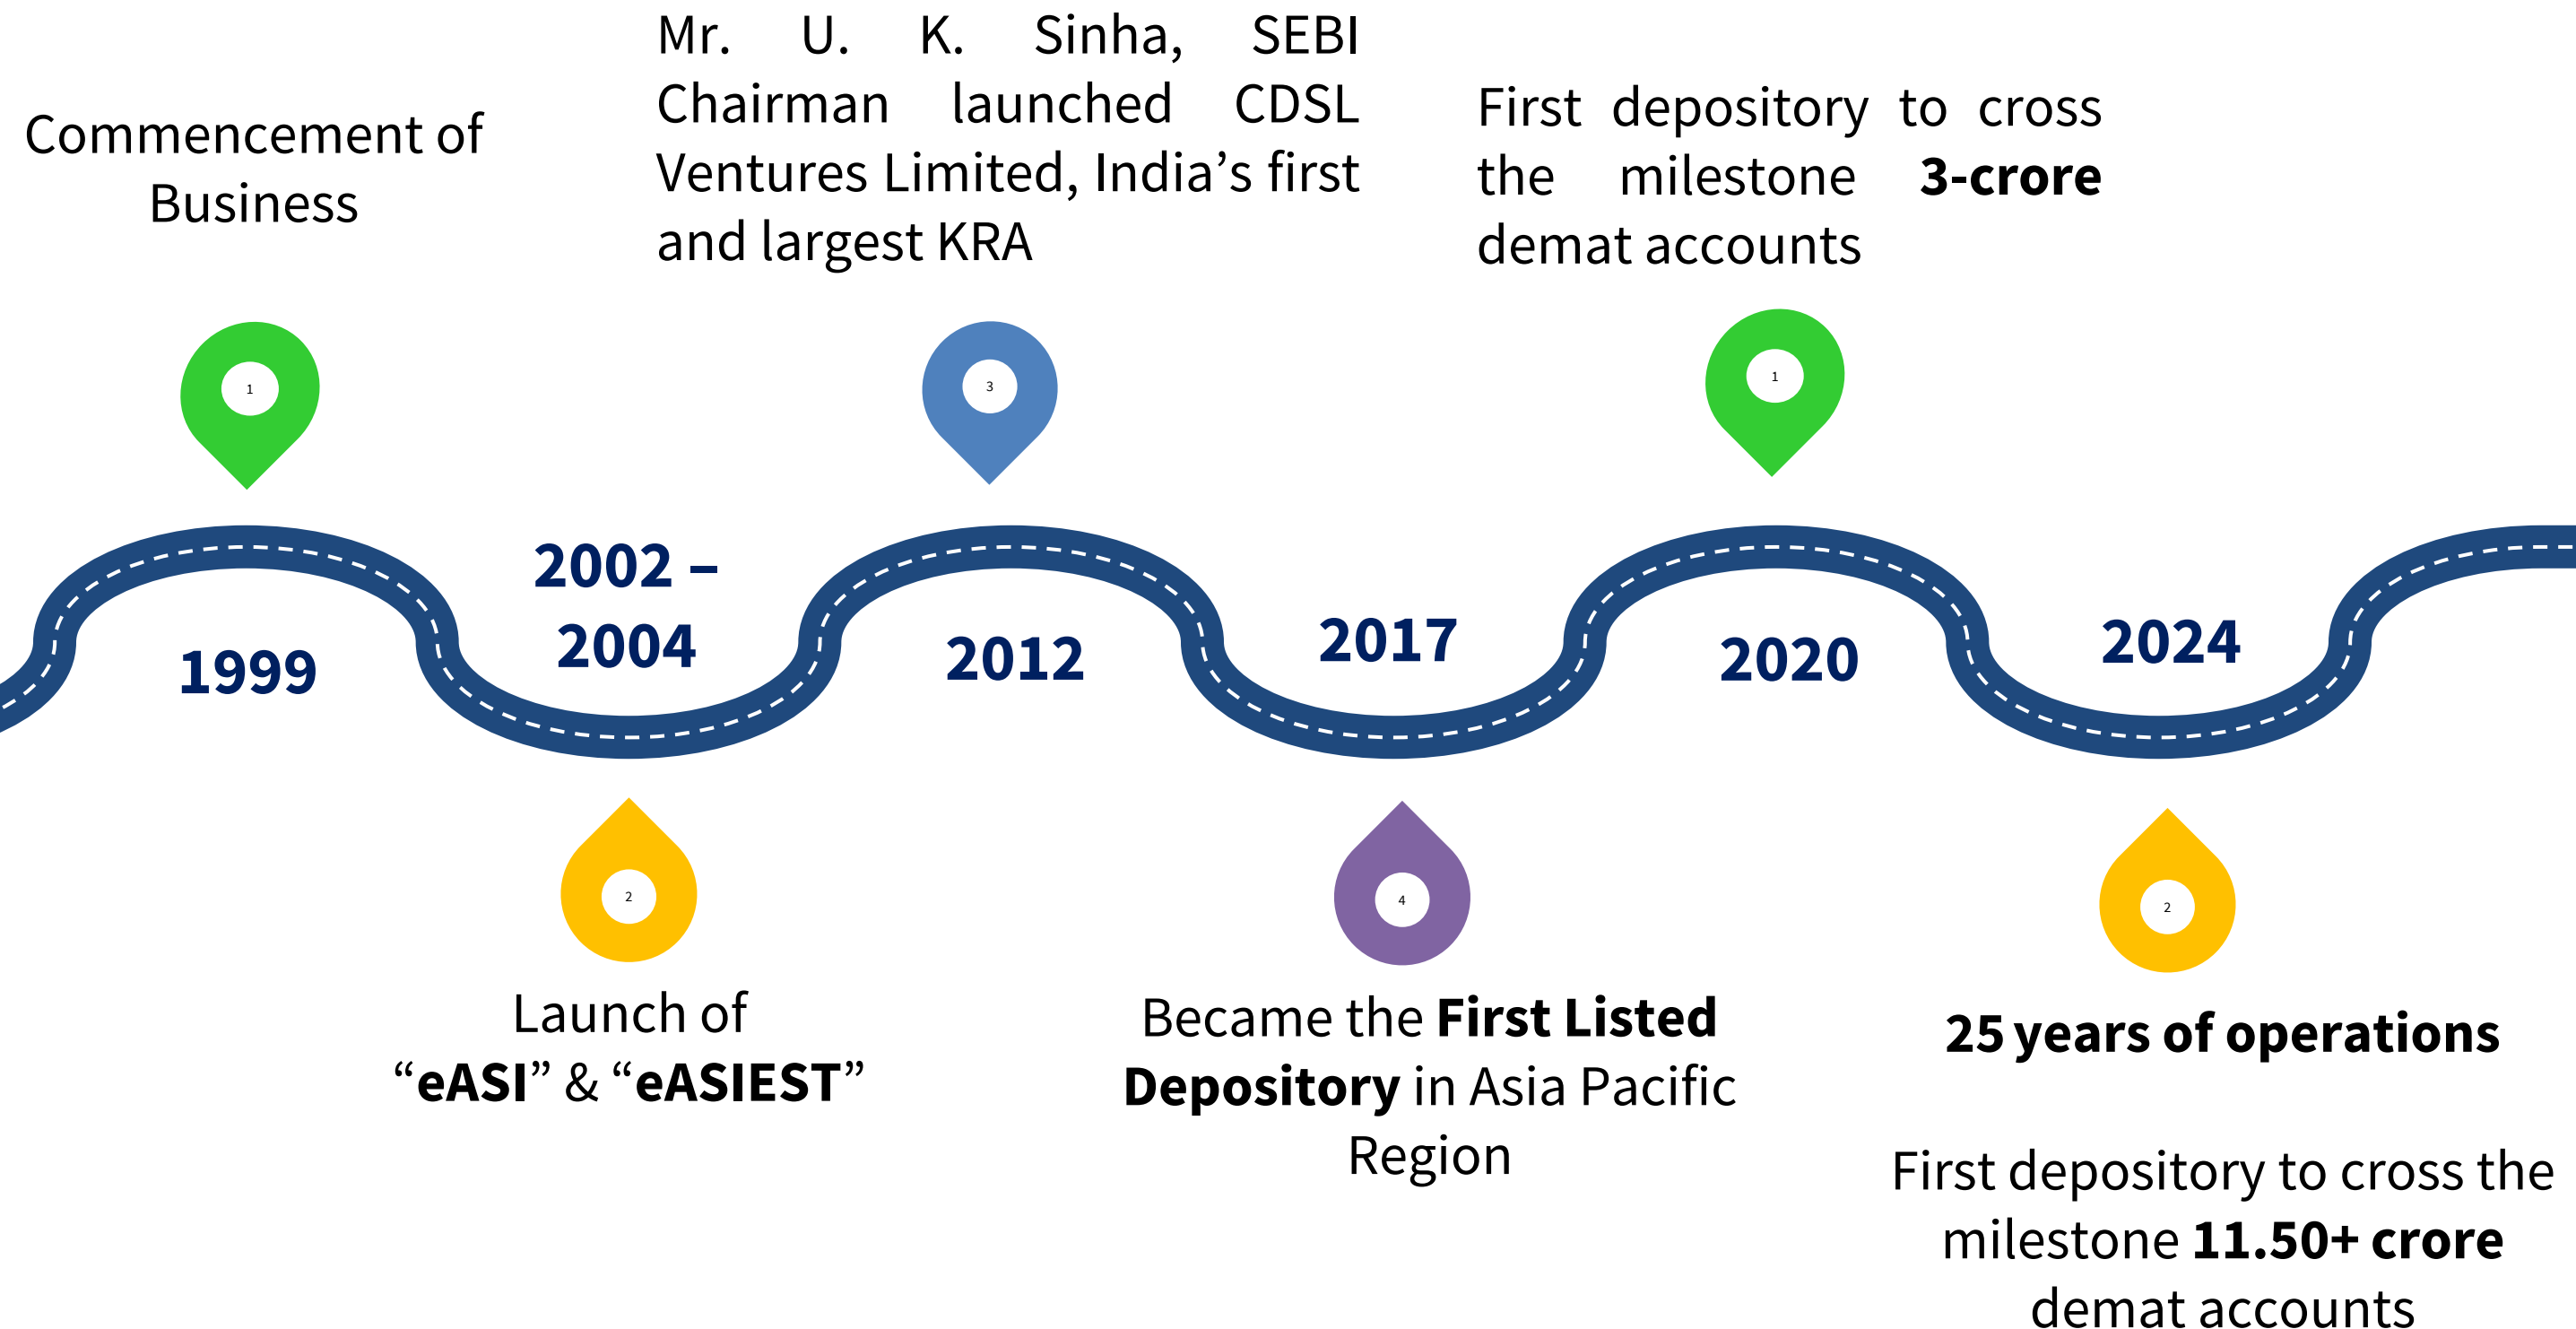 Commencement of
Business
1
1999
2002 –
2004
2
Launch of
“eASI” & “eASIEST”
Mr. U. K. Sinha, SEBI
Chairman launched CDSL
Ventures Limited, India’s first
and largest KRA
3
2012
2017
4
Became the First Listed
Depository in Asia Pacific
Region
First depository to cross
the milestone 3-crore
demat accounts
1
2020
2024
2
25 years of operations
First depository to cross the
milestone 11.50+ crore
demat accounts